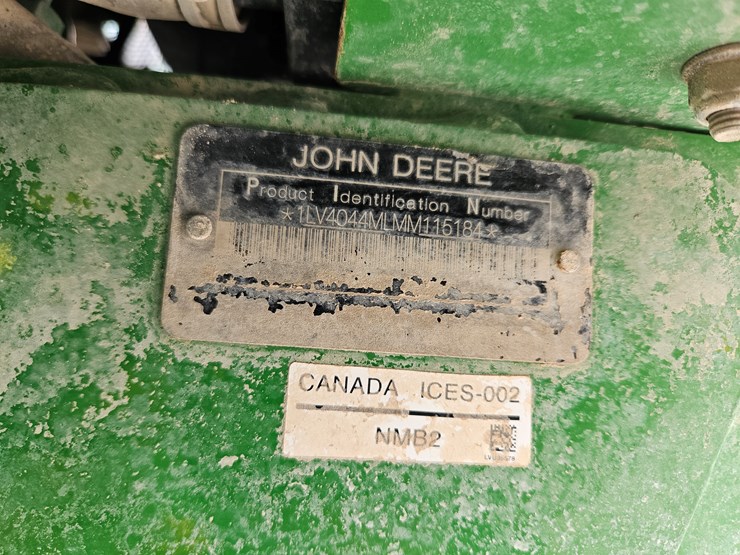 JOHN DEERE
Product Identification Number
*1LV4044MLMM115184*
CANADA ICES-002
NMB2